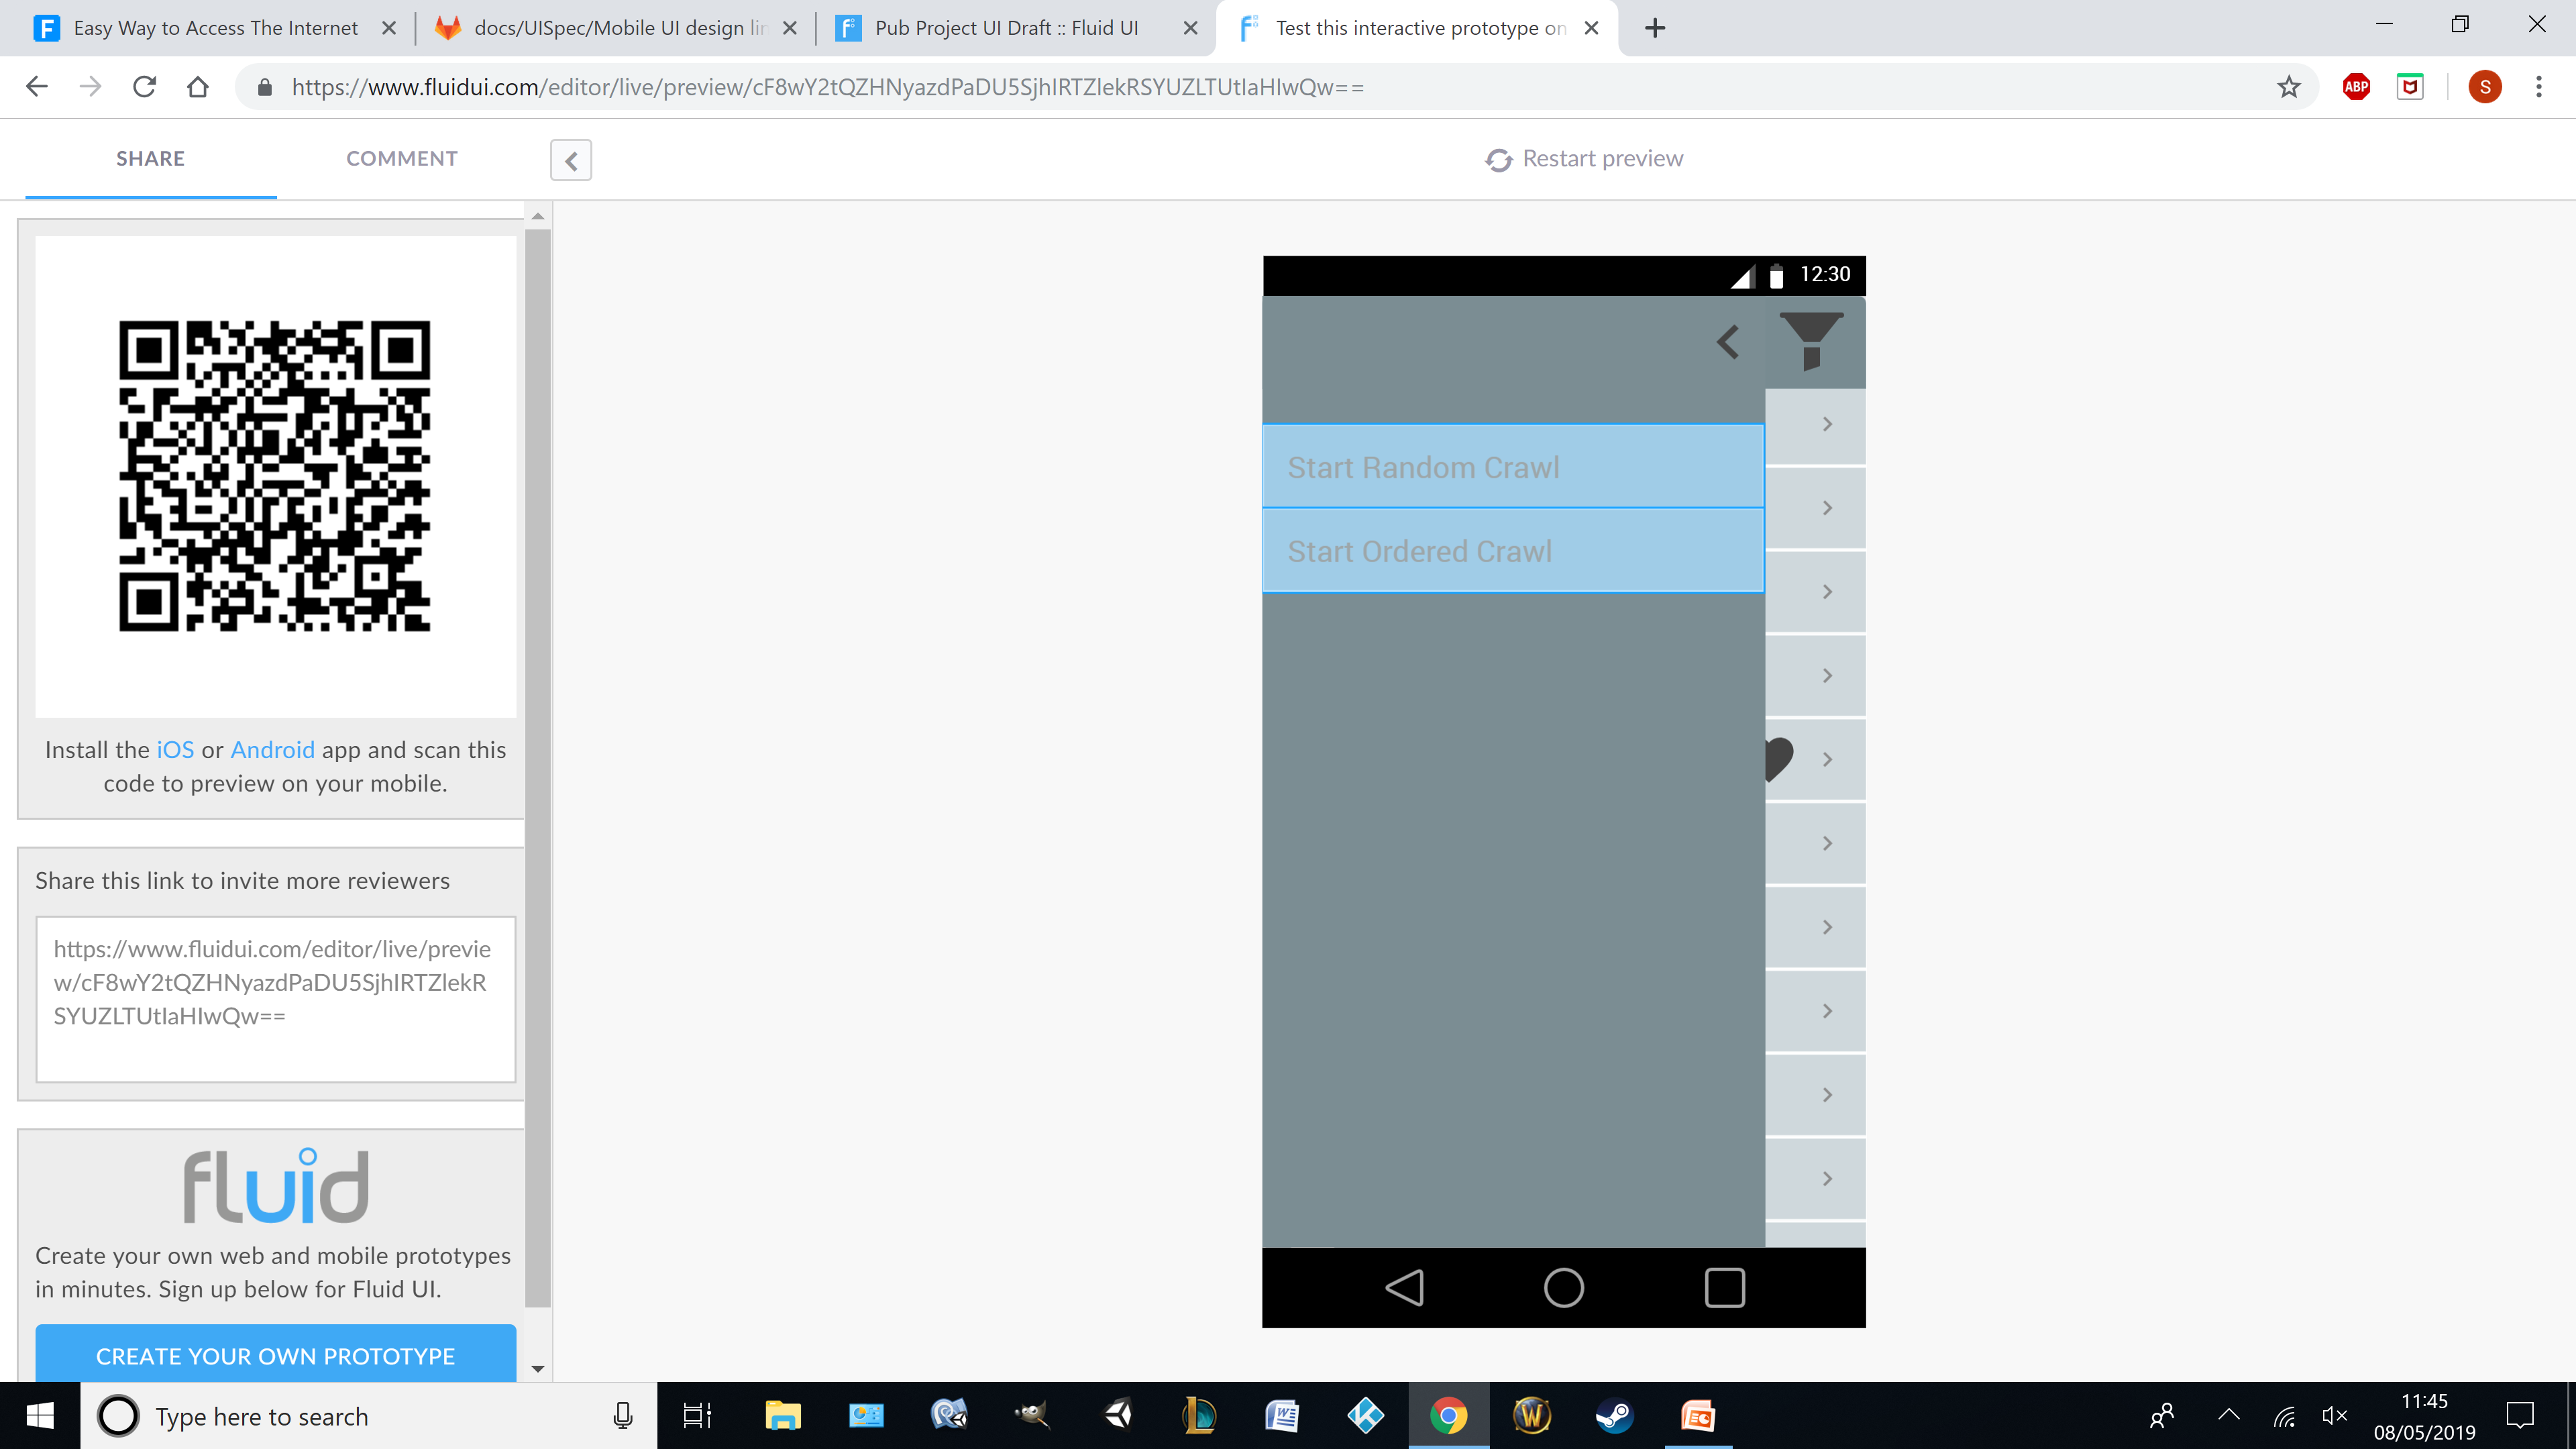 Easy Way to Access The Internet
docs/UISpec/Mobile UI design lin
Pub Project UI Draft :: Fluid UI
Test this interactive prototype on
https://www.fluidui.com/editor/live/preview/cF8wY2tQZHNyazdPaDU5SjhIRTZlekRSYUZLTUtIaHIwQw==
ABP
S
SHARE
COMMENT
Restart preview
12:30
Start Random Crawl
Start Ordered Crawl
Install the iOS or Android app and scan this
code to preview on your mobile.
Share this link to invite more reviewers
https://www.fluidui.com/editor/live/previe
w/cF8wY2tQZHNyazdPaDU5SjhIRTZlekR
SYUZLTUtIaHIwQw==
fluid
Create your own web and mobile prototypes
in minutes. Sign up below for Fluid UI.
CREATE YOUR OWN PROTOTYPE
Type here to search
11:45
08/05/2019